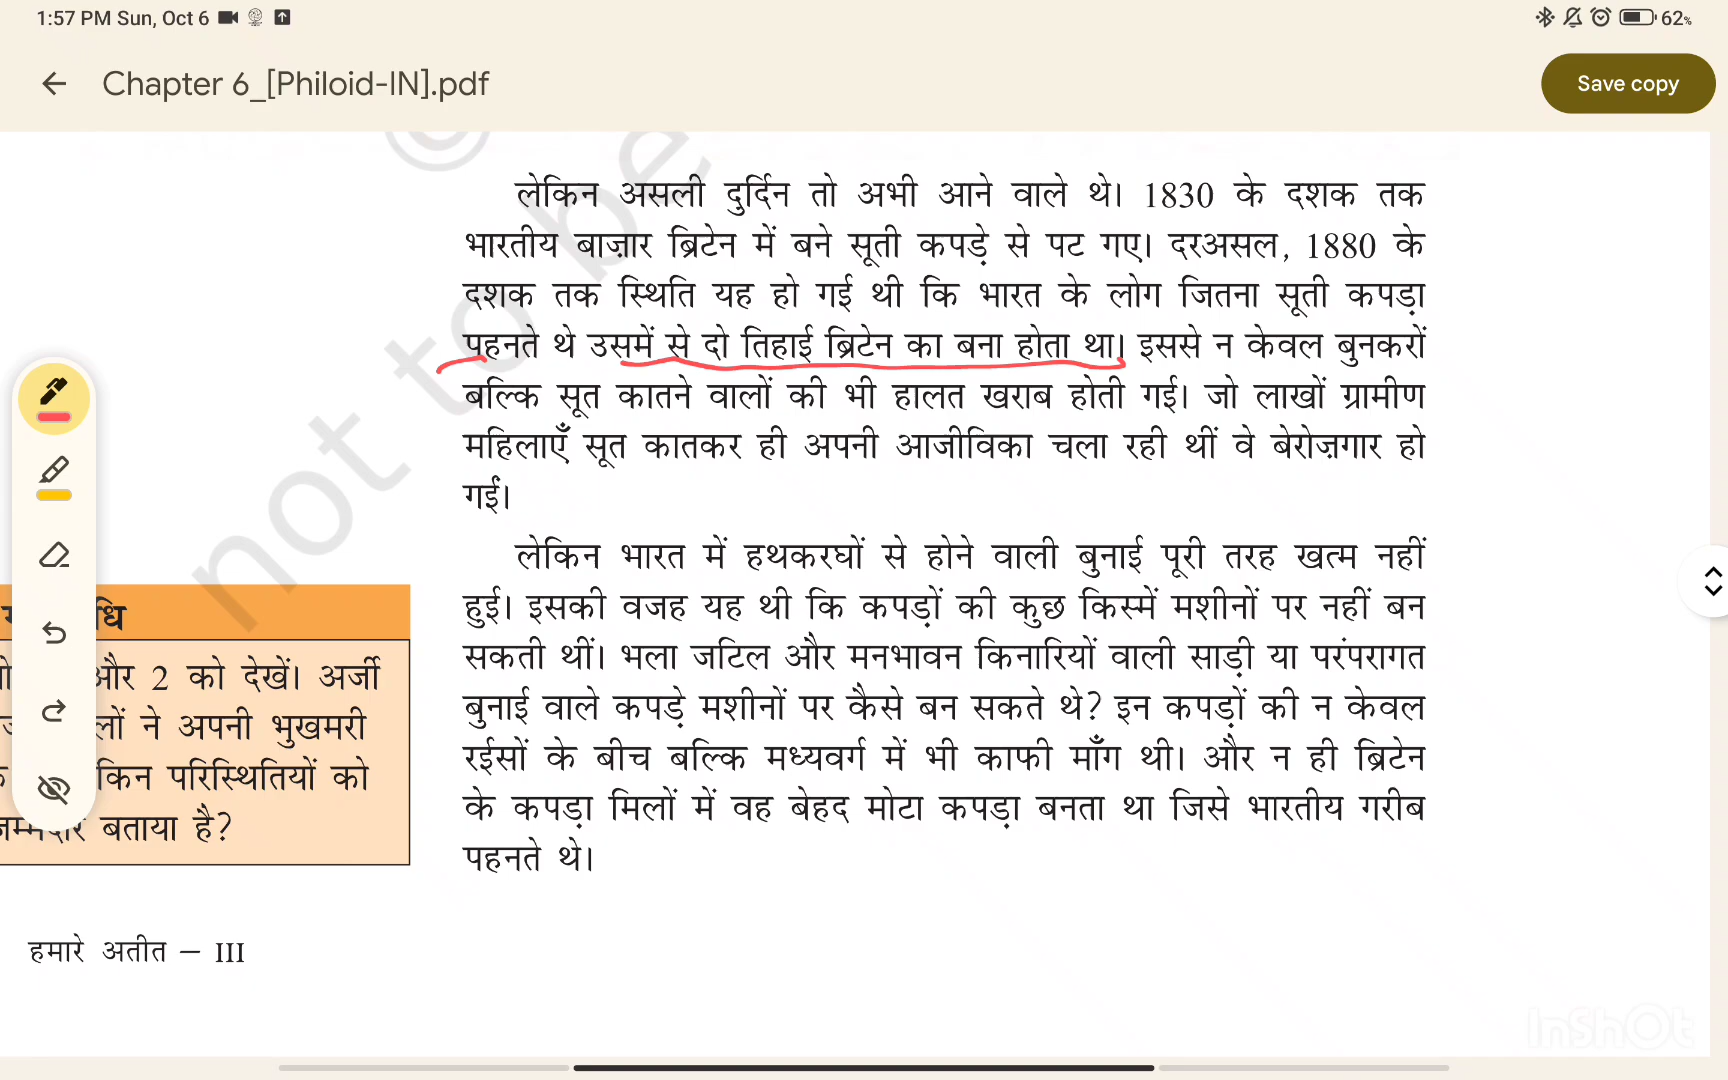 1:57 PM Sun, Oct 6
62%
Chapter 6_[Philoid-IN].pdf
Save copy
not to be
लेकिन असली दुर्दिन तो अभी आने वाले थे। 1830 के दशक तक
भारतीय बाज़ार ब्रिटेन में बने सूती कपड़े से पट गए। दरअसल, 1880 के
दशक तक स्थिति यह हो गई थी कि भारत के लोग जितना सूती कपड़ा
पहनते थे उसमें से दो तिहाई ब्रिटेन का बना होता था। इससे न केवल बुनकरों
बल्कि सूत कातने वालों की भी हालत खराब होती गई। जो लाखों ग्रामीण
महिलाएँ सूत कातकर ही अपनी आजीविका चला रही थीं वे बेरोज़गार हो
गईं।
लेकिन भारत में हथकरघों से होने वाली बुनाई पूरी तरह खत्म नहीं
हुई। इसकी वजह यह थी कि कपड़ों की कुछ किस्में मशीनों पर नहीं बन
सकती थीं। भला जटिल और मनभावन किनारियों वाली साड़ी या परंपरागत
बुनाई वाले कपड़े मशीनों पर कैसे बन सकते थे? इन कपड़ों की न केवल
रईसों के बीच बल्कि मध्यवर्ग में भी काफी माँग थी। और न ही ब्रिटेन
के कपड़ा मिलों में वह बेहद मोटा कपड़ा बनता था जिसे भारतीय गरीब
पहनते थे।
धि
और 2 को देखें। अर्जी
लों ने अपनी भुखमरी
किन परिस्थितियों को
बताया है?
हमारे अतीत – III
InShOt